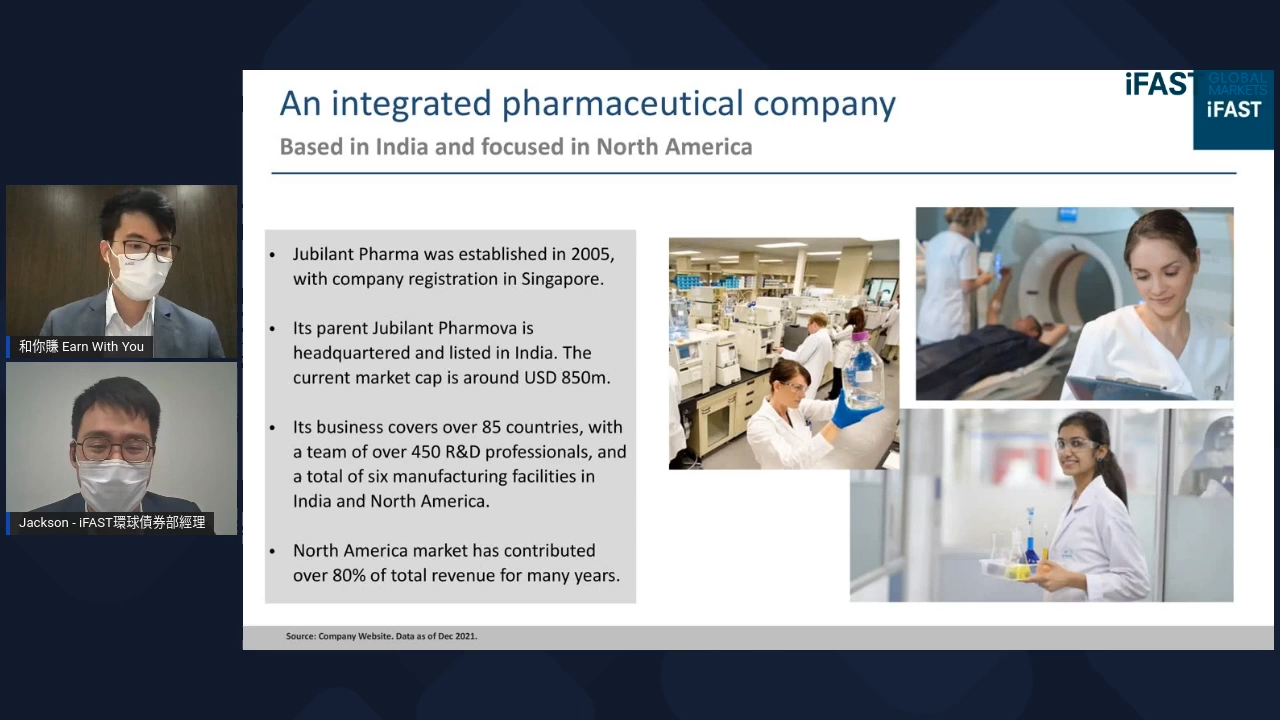 An integrated pharmaceutical company
Based in India and focused in North America
iFAST
GLOBAL
MARKETS
iFAST
• Jubilant Pharma was established in 2005,
with company registration in Singapore.
• Its parent Jubilant Pharmova is
headquartered and listed in India. The
current market cap is around USD 850m.
• Its business covers over 85 countries, with
a team of over 450 R&D professionals, and
a total of six manufacturing facilities in
India and North America.
• North America market has contributed
over 80% of total revenue for many years.
和你賺 Earn With You
Jackson - iFAST環球債券部經理
Source: Company Website. Data as of Dec 2021.